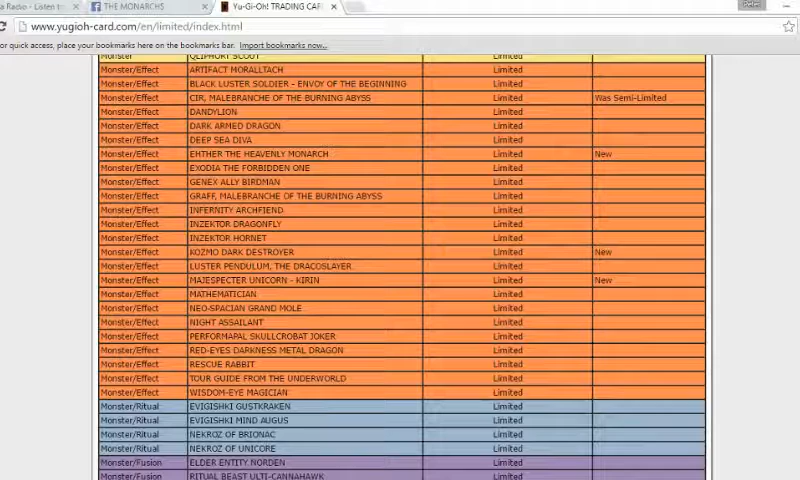 a Radio - Listen to
THE MONARCHS
Yu-Gi-Oh! TRADING CAR
Peter
www.yugioh-card.com/en/limited/index.html
or quick access, place your bookmarks here on the bookmarks bar. Import bookmarks now...
Monster QLIPHORT SCOUT Limited
Monster/Effect ARTIFACT MORALLTACH Limited
Monster/Effect BLACK LUSTER SOLDIER - ENVOY OF THE BEGINNING Limited
Monster/Effect CIR, MALEBRANCHE OF THE BURNING ABYSS Limited Was Semi-Limited
Monster/Effect DANDYLION Limited
Monster/Effect DARK ARMED DRAGON Limited
Monster/Effect DEEP SEA DIVA Limited
Monster/Effect EHTHER THE HEAVENLY MONARCH Limited New
Monster/Effect EXODIA THE FORBIDDEN ONE Limited
Monster/Effect GENEX ALLY BIRDMAN Limited
Monster/Effect GRAFF, MALEBRANCHE OF THE BURNING ABYSS Limited
Monster/Effect INFERNITY ARCHFIEND Limited
Monster/Effect INZEKTOR DRAGONFLY Limited
Monster/Effect INZEKTOR HORNET Limited
Monster/Effect KOZMO DARK DESTROYER Limited New
Monster/Effect LUSTER PENDULUM, THE DRACOSLAYER Limited
Monster/Effect MAJESPECTER UNICORN - KIRIN Limited New
Monster/Effect MATHEMATICIAN Limited
Monster/Effect NEO-SPACIAN GRAND MOLE Limited
Monster/Effect NIGHT ASSAILANT Limited
Monster/Effect PERFORMAPAL SKULLCROBAT JOKER Limited
Monster/Effect RED-EYES DARKNESS METAL DRAGON Limited
Monster/Effect RESCUE RABBIT Limited
Monster/Effect TOUR GUIDE FROM THE UNDERWORLD Limited
Monster/Effect WISDOM-EYE MAGICIAN Limited
Monster/Ritual EVIGISHKI GUSTKRAKEN Limited
Monster/Ritual EVIGISHKI MIND AUGUS Limited
Monster/Ritual NEKROZ OF BRIONAC Limited
Monster/Ritual NEKROZ OF UNICORE Limited
Monster/Fusion ELDER ENTITY NORDEN Limited
Monster/Fusion RITUAL BEAST ULTI-CANNAHAWK Limited